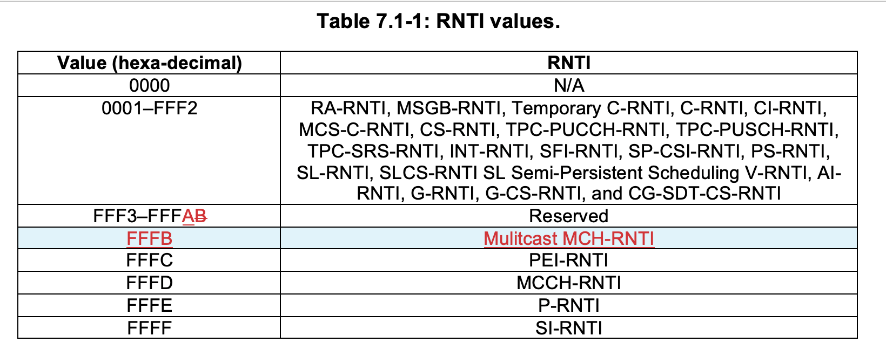 Table 7.1-1: RNTI values.
Value (hexa-decimal) RNTI
0000 N/A
0001–FFF2 RA-RNTI, MSGB-RNTI, Temporary C-RNTI, C-RNTI, CI-RNTI,
MCS-C-RNTI, CS-RNTI, TPC-PUCCH-RNTI, TPC-PUSCH-RNTI,
TPC-SRS-RNTI, INT-RNTI, SFI-RNTI, SP-CSI-RNTI, PS-RNTI,
SL-RNTI, SLCS-RNTI SL Semi-Persistent Scheduling V-RNTI, AI-
RNTI, G-RNTI, G-CS-RNTI, and CG-SDT-CS-RNTI
FFF3–FFFAB Reserved
FFFB Mulitcast MCH-RNTI
FFFC PEI-RNTI
FFFD MCCH-RNTI
FFFE P-RNTI
FFFF SI-RNTI